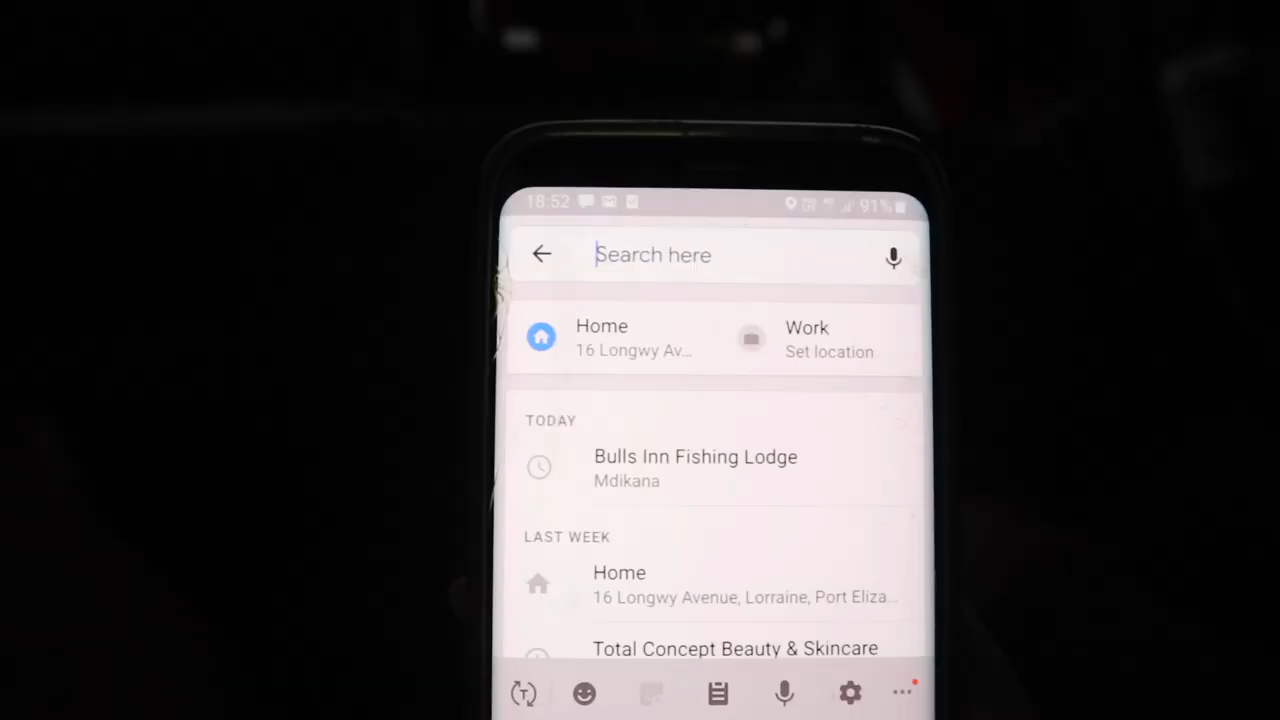 18:52 91%
Search here
Home
16 Longwy Av...
Work
Set location
TODAY
Bulls Inn Fishing Lodge
Mdikana
LAST WEEK
Home
16 Longwy Avenue, Lorraine, Port Eliza...
Total Concept Beauty & Skincare
T